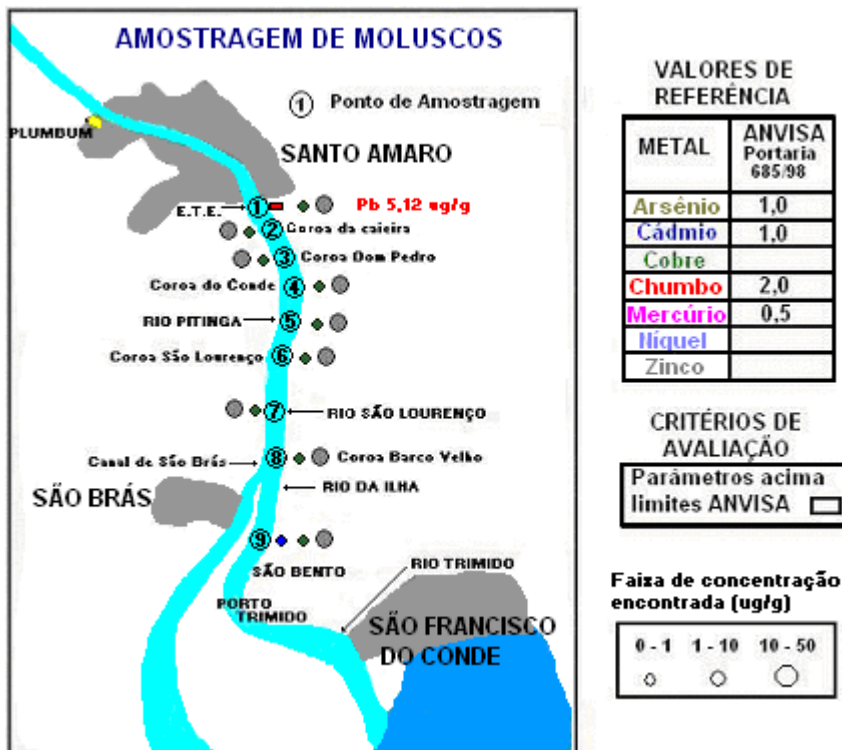 AMOSTRAGEM DE MOLUSCOS
1 Ponto de Amostragem
PLUMBUM
SANTO AMARO
E.T.E. 1 Pb 5,12 ug/g
2 Coroa da caieira
3 Coroa Dom Pedro
Coroa do Conde 4
RIO PITINGA 5
Coroa São Lourenço 6
7 RIO SÃO LOURENÇO
Canal de São Brás 8 Coroa Barco Velho
SÃO BRÁS
RIO DA ILHA
9
SÃO BENTO
RIO TRIMIDO
PORTO
TRIMIDO
SÃO FRANCISCO
DO CONDE
VALORES DE
REFERÊNCIA
METAL ANVISA
Portaria
685/98
Arsênio 1,0
Cádmio 1,0
Cobre
Chumbo 2,0
Mercúrio 0,5
Níquel
Zinco
CRITÉRIOS DE
AVALIAÇÃO
Parâmetros acima
limites ANVISA
Faixa de concentração
encontrada (ug/g)
0 - 1 1 - 10 10 - 50